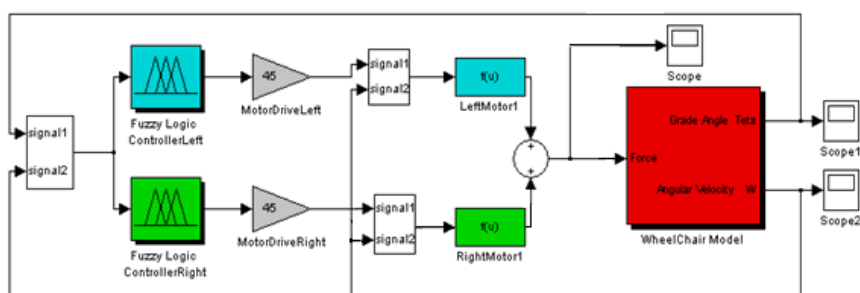 signal1
signal2
Fuzzy Logic
ControllerLeft
45
MotorDriveLeft
signal1
signal2
f(u)
LeftMotor1
Scope
Fuzzy Logic
ControllerRight
45
MotorDriveRight
signal1
signal2
f(u)
RightMotor1
+
+
Force
Grade Angle Teta
Angular Velocity W
WheelChair Model
Scope1
Scope2